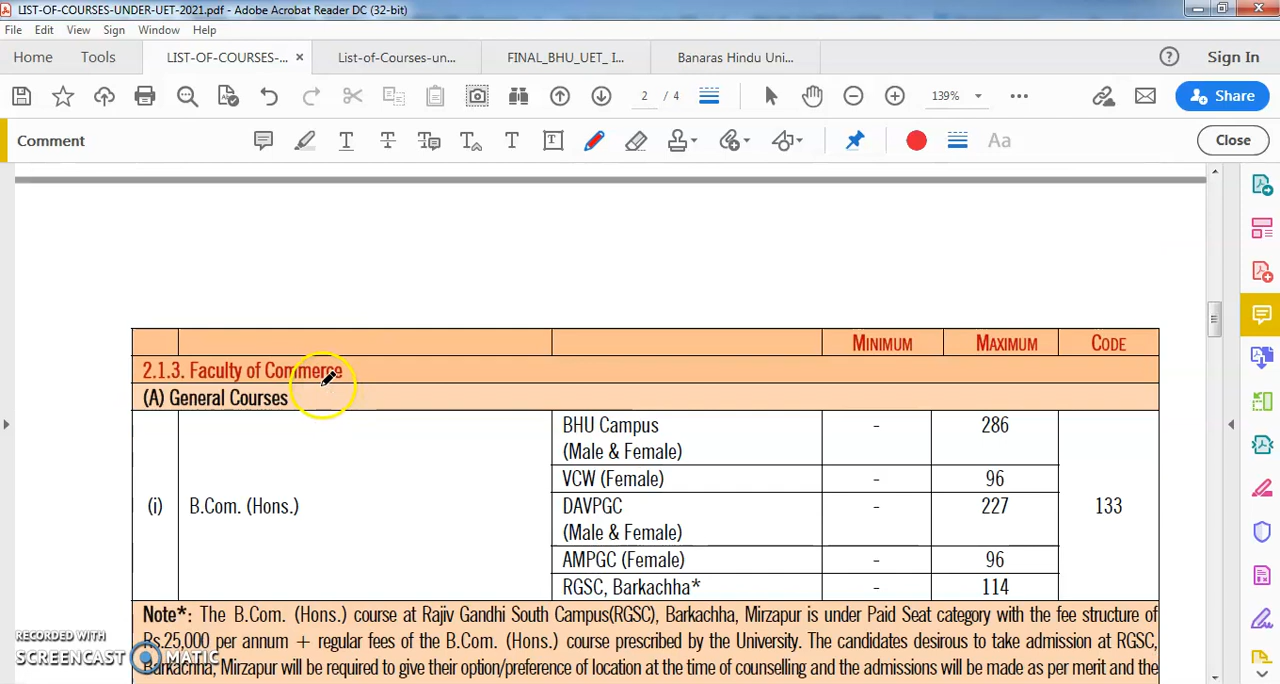 LIST-OF-COURSES-UNDER-UET-2021.pdf - Adobe Acrobat Reader DC (32-bit)
File Edit View Sign Window Help
Home Tools LIST-OF-COURSES-... × List-of-Courses-un... FINAL_BHU_UET_ I... Banaras Hindu Uni... Sign In
2 / 4 139% Share
Comment Aa Close
MINIMUM MAXIMUM CODE
2.1.3. Faculty of Commerce
(A) General Courses
(i) B.Com. (Hons.) 133
BHU Campus - 286
(Male & Female)
VCW (Female) - 96
DAVPGC - 227
(Male & Female)
AMPGC (Female) - 96
RGSC, Barkachha* - 114
Note*: The B.Com. (Hons.) course at Rajiv Gandhi South Campus(RGSC), Barkachha, Mirzapur is under Paid Seat category with the fee structure of
Rs.25,000 per annum + regular fees of the B.Com. (Hons.) course prescribed by the University. The candidates desirous to take admission at RGSC,
Barkachha, Mirzapur will be required to give their option/preference of location at the time of counselling and the admissions will be made as per merit and the
RECORDED WITH
SCREENCAST MATIC